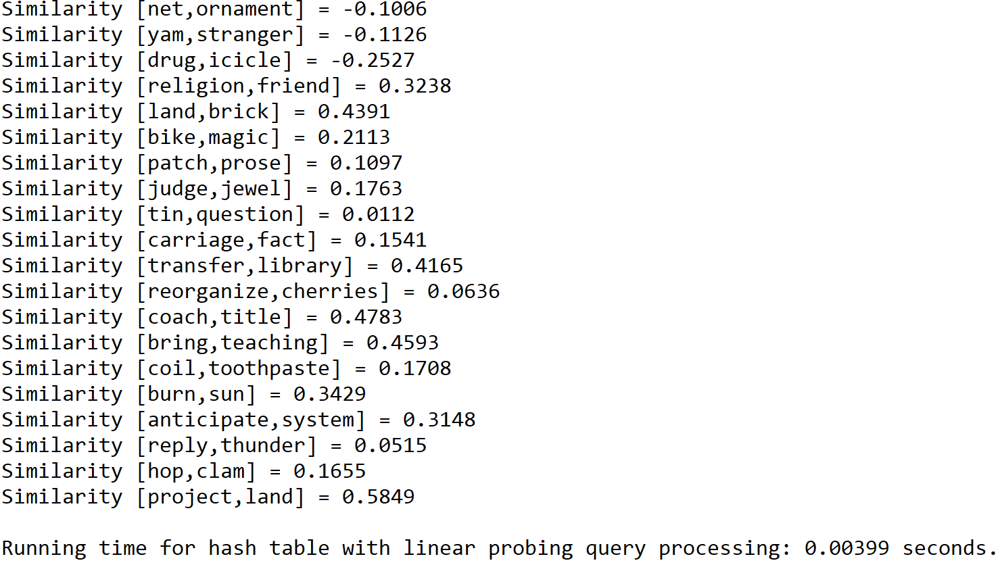 Similarity [net,ornament] = -0.1006
Similarity [yam,stranger] = -0.1126
Similarity [drug,icicle] = -0.2527
Similarity [religion,friend] = 0.3238
Similarity [land,brick] = 0.4391
Similarity [bike,magic] = 0.2113
Similarity [patch,prose] = 0.1097
Similarity [judge,jewel] = 0.1763
Similarity [tin,question] = 0.0112
Similarity [carriage,fact] = 0.1541
Similarity [transfer,library] = 0.4165
Similarity [reorganize,cherries] = 0.0636
Similarity [coach,title] = 0.4783
Similarity [bring,teaching] = 0.4593
Similarity [coil,toothpaste] = 0.1708
Similarity [burn,sun] = 0.3429
Similarity [anticipate,system] = 0.3148
Similarity [reply,thunder] = 0.0515
Similarity [hop,clam] = 0.1655
Similarity [project,land] = 0.5849
Running time for hash table with linear probing query processing: 0.00399 seconds.